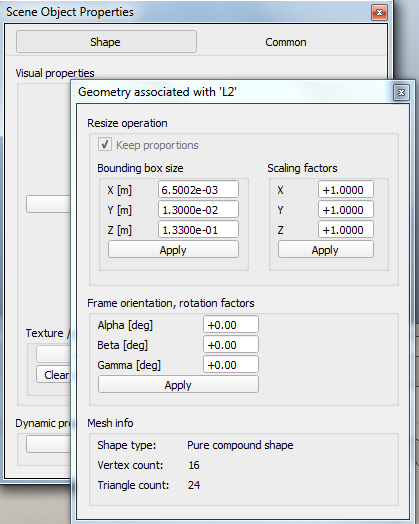 Scene Object Properties
Shape Common
Visual properties
Geometry associated with 'L2'
Resize operation
Keep proportions
Bounding box size Scaling factors
X [m] 6.5002e-03 X +1.0000
Y [m] 1.3000e-02 Y +1.0000
Z [m] 1.3300e-01 Z +1.0000
Apply Apply
Frame orientation, rotation factors
Alpha [deg] +0.00
Texture / Beta [deg] +0.00
Clear Gamma [deg] +0.00
Apply
Dynamic pro Mesh info
Shape type: Pure compound shape
Vertex count: 16
Triangle count: 24